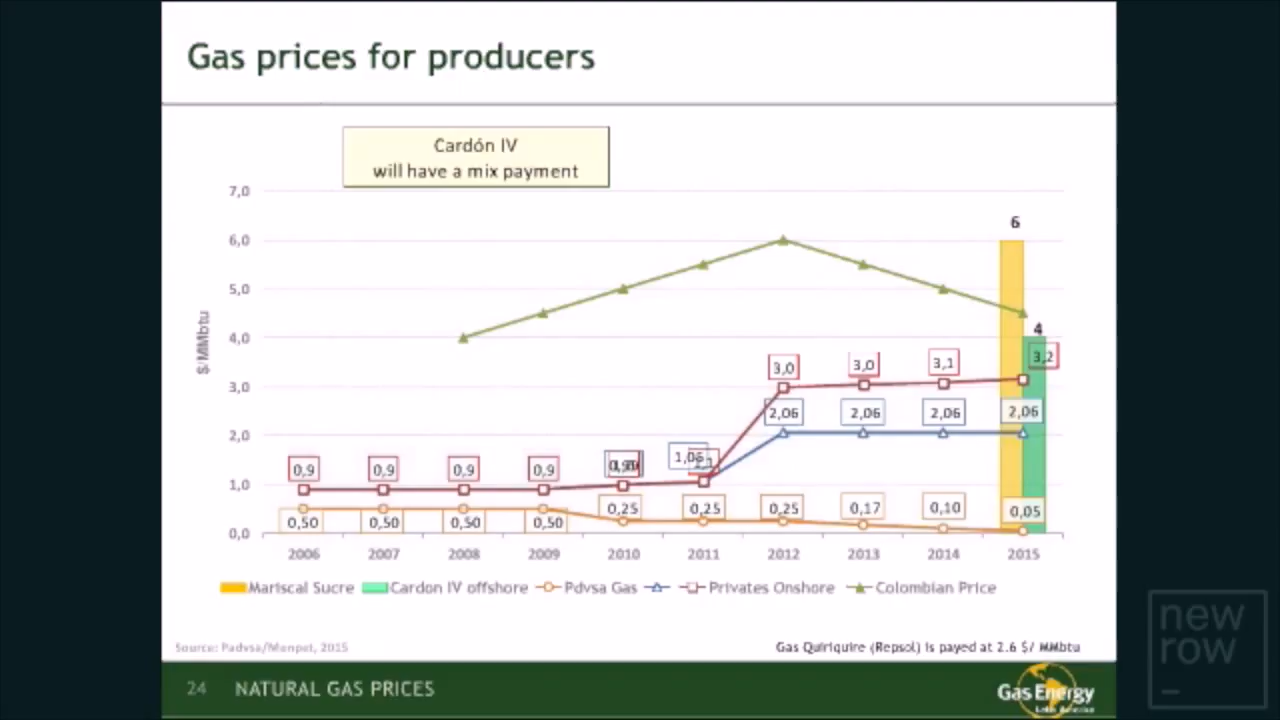 Gas prices for producers
Cardón IV
will have a mix payment
7,0
6,0
5,0
4,0
3,0
2,0
1,0
0,0
$/MMbtu
6
4
3,2
3,0
3,0
3,1
2,06
2,06
2,06
2,06
0,9
0,9
0,9
0,9
1,06
1,1
0,50
0,50
0,50
0,50
0,25
0,25
0,25
0,17
0,10
0,05
2006
2007
2008
2009
2010
2011
2012
2013
2014
2015
Mariscal Sucre
Cardon IV offshore
Pdvsa Gas
Privates Onshore
Colombian Price
Source: Padvsa/Menpet, 2015
Gas Quiriquire (Repsol) is payed at 2.6 $/ MMbtu
24 NATURAL GAS PRICES
Gas Energy
Latin America
new
row